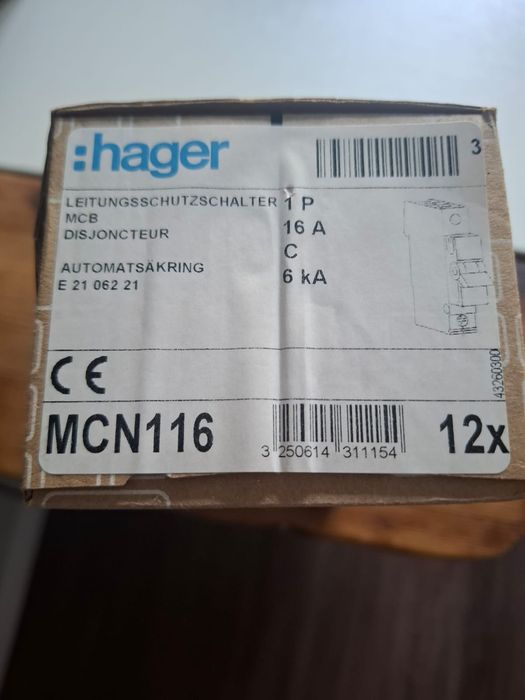 :hager
3
LEITUNGSSCHUTZSCHALTER 1 P
MCB 16 A
DISJONCTEUR C
AUTOMATSÄKRING 6 kA
E 21 062 21
43260300
CE
MCN116
3 250614 311154
12x